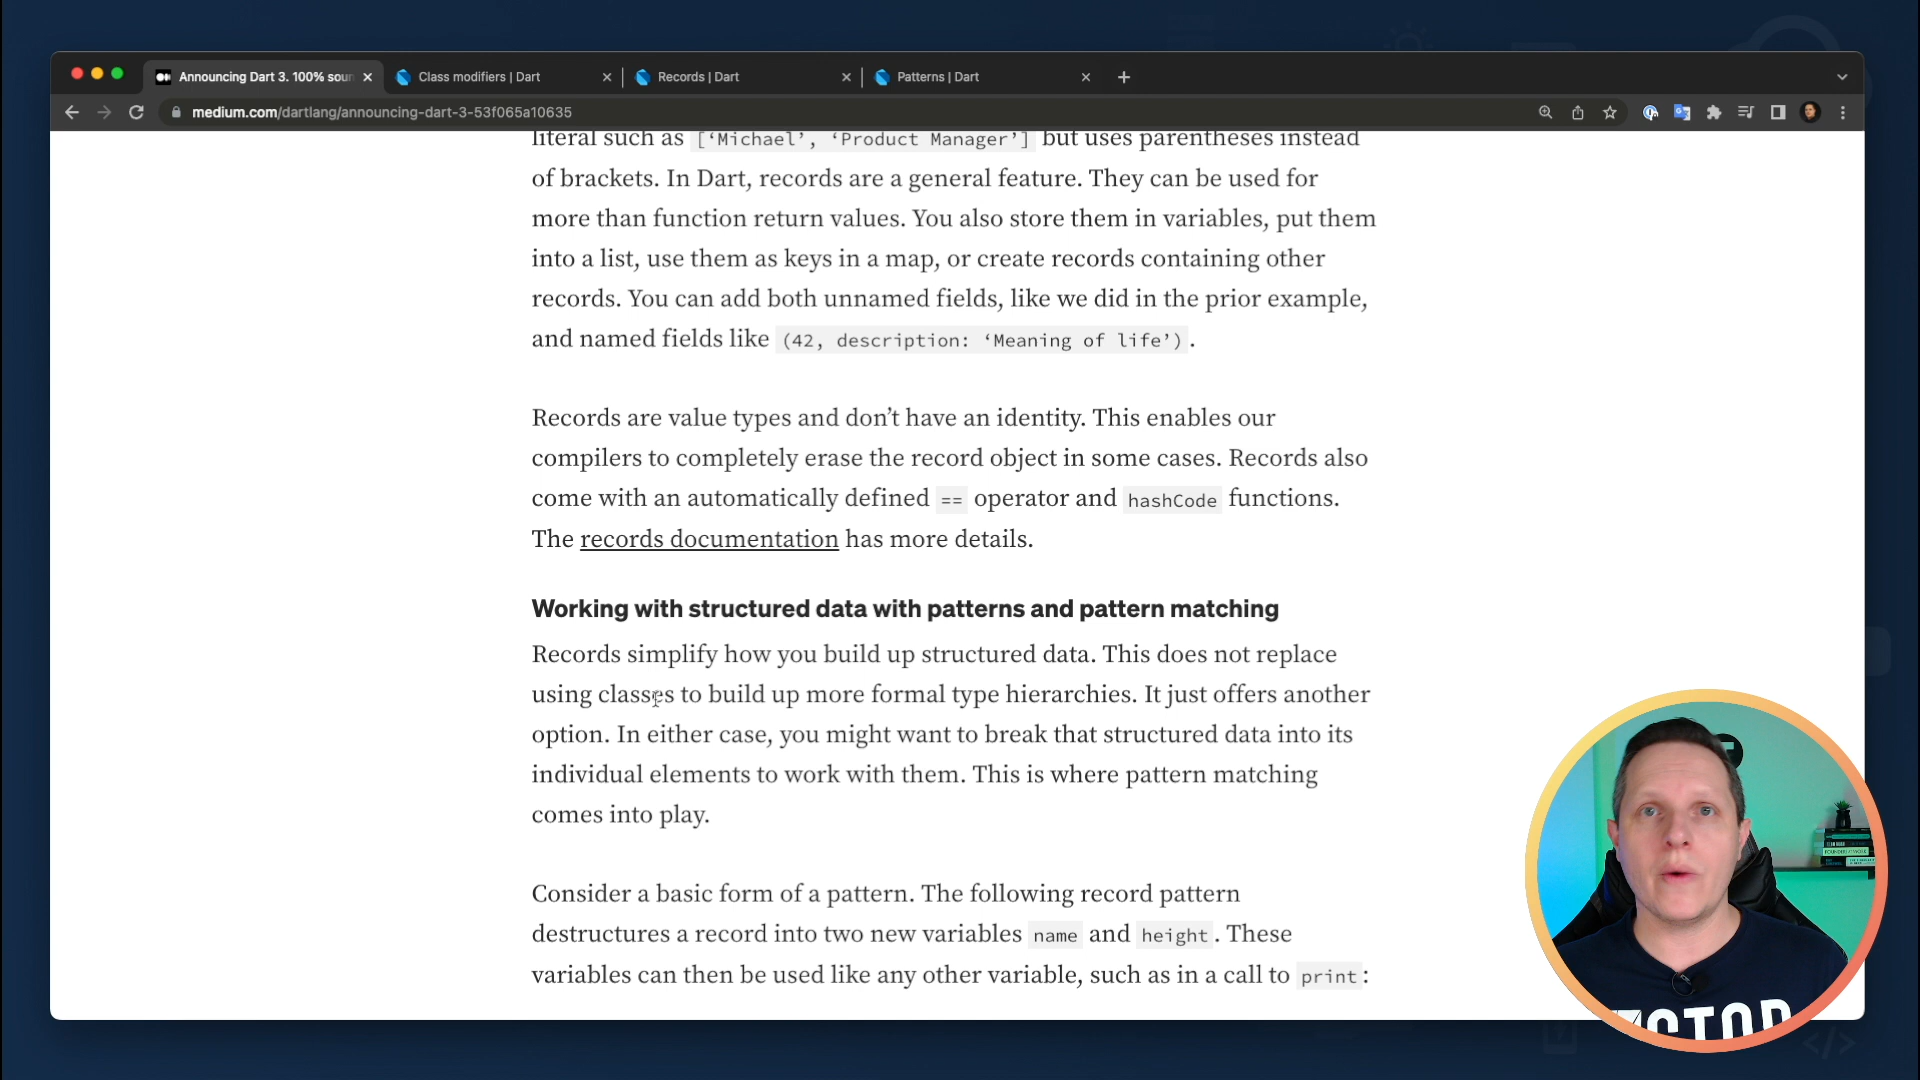 Announcing Dart 3. 100% soun
Class modifiers | Dart
Records | Dart
Patterns | Dart
medium.com/dartlang/announcing-dart-3-53f065a10635
literal such as [‘Michael’, ‘Product Manager’] but uses parentheses instead
of brackets. In Dart, records are a general feature. They can be used for
more than function return values. You also store them in variables, put them
into a list, use them as keys in a map, or create records containing other
records. You can add both unnamed fields, like we did in the prior example,
and named fields like (42, description: ‘Meaning of life’).
Records are value types and don’t have an identity. This enables our
compilers to completely erase the record object in some cases. Records also
come with an automatically defined == operator and hashCode functions.
The records documentation has more details.
Working with structured data with patterns and pattern matching
Records simplify how you build up structured data. This does not replace
using classes to build up more formal type hierarchies. It just offers another
option. In either case, you might want to break that structured data into its
individual elements to work with them. This is where pattern matching
comes into play.
Consider a basic form of a pattern. The following record pattern
destructures a record into two new variables name and height. These
variables can then be used like any other variable, such as in a call to print: